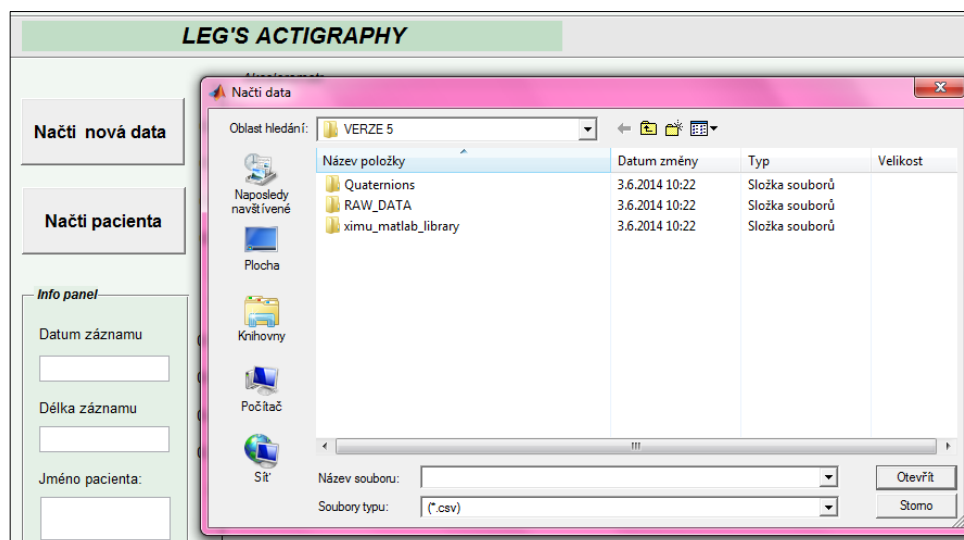 LEG'S ACTIGRAPHY
Načti nová data
Načti pacienta
Info panel
Datum záznamu
Délka záznamu
Jméno pacienta:
Načti data
Oblast hledání:
VERZE 5
Název položky
Datum změny
Typ
Velikost
Quaternions
3.6.2014 10:22
Složka souborů
RAW_DATA
3.6.2014 10:22
Složka souborů
ximu_matlab_library
3.6.2014 10:22
Složka souborů
Naposledy
navštívené
Plocha
Knihovny
Počítač
Síť
Název souboru:
Otevřít
Soubory typu:
(*.csv)
Storno